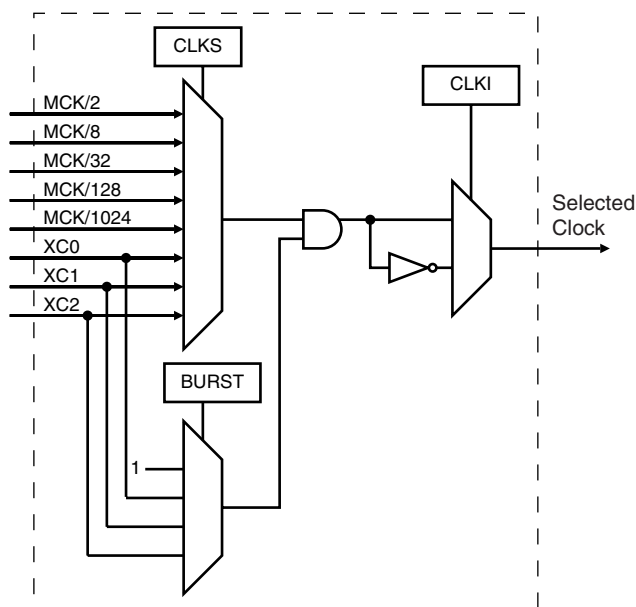 CLKS
CLKI
MCK/2
MCK/8
MCK/32
MCK/128
MCK/1024
XC0
XC1
XC2
Selected
Clock
BURST
1